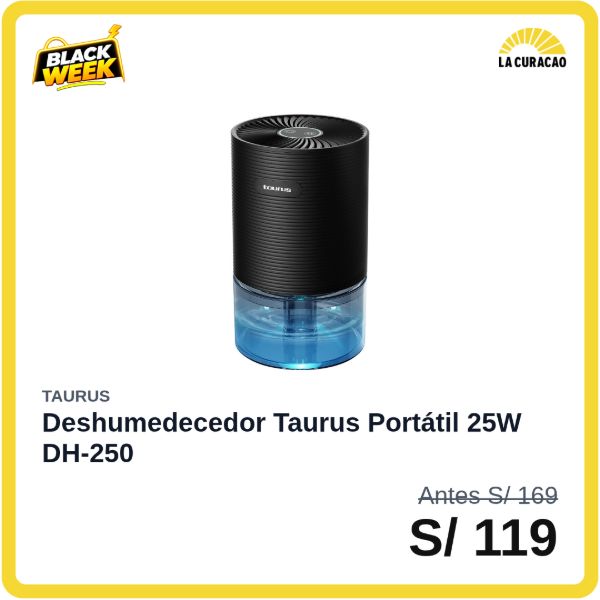 BLACK
WEEK
LA CURACAO
taurus
TAURUS
Deshumedecedor Taurus Portátil 25W
DH-250
Antes S/ 169
S/ 119